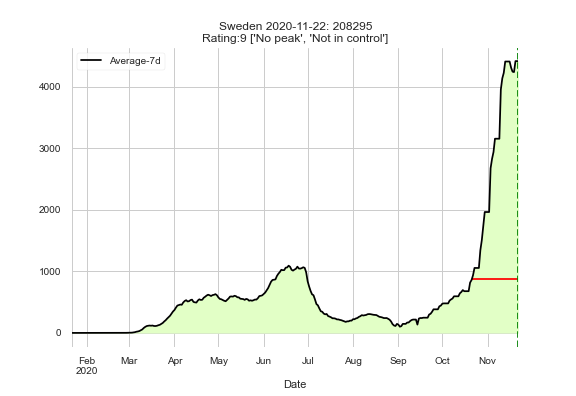 Sweden 2020-11-22: 208295
Rating:9 ['No peak', 'Not in control']
Average-7d
4000
3000
2000
1000
0
Feb Mar Apr May Jun Jul Aug Sep Oct Nov
2020
Date